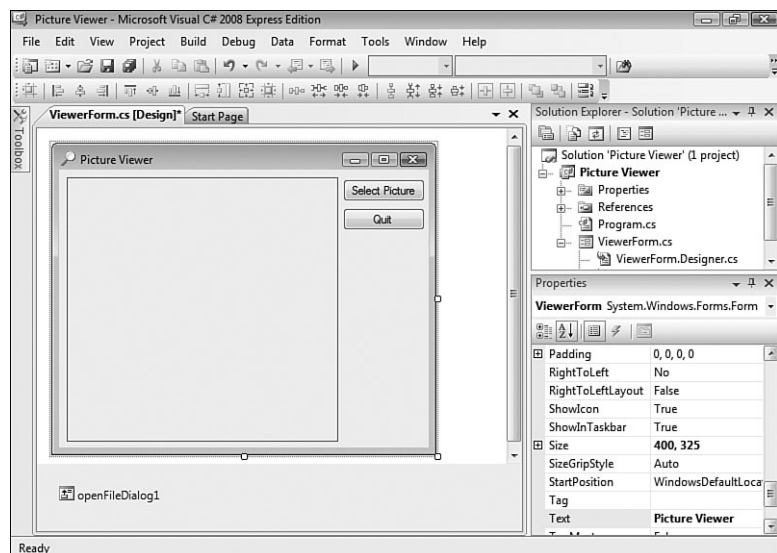 Picture Viewer - Microsoft Visual C# 2008 Express Edition
File Edit View Project Build Debug Data Format Tools Window Help
Toolbox
ViewerForm.cs [Design]* Start Page
Picture Viewer
Select Picture
Quit
openFileDialog1
Solution Explorer - Solution 'Picture ...
Solution 'Picture Viewer' (1 project)
Picture Viewer
Properties
References
Program.cs
ViewerForm.cs
ViewerForm.Designer.cs
Properties
ViewerForm System.Windows.Forms.Form
Padding 0, 0, 0, 0
RightToLeft No
RightToLeftLayout False
ShowIcon True
ShowInTaskbar True
Size 400, 325
SizeGripStyle Auto
StartPosition WindowsDefaultLoca
Tag
Text Picture Viewer
Ready